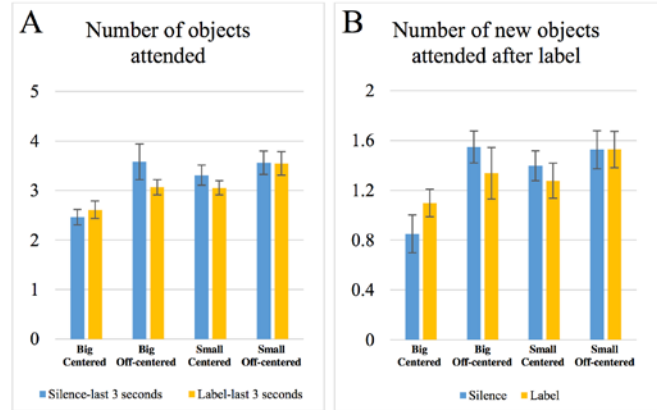 A
Number of objects
attended
5
4
3
2
1
0
Big
Centered
Big
Off-centered
Small
Centered
Small
Off-centered
Silence-last 3 seconds
Label-last 3 seconds
B
Number of new objects
attended after label
2
1.6
1.2
0.8
0.4
0
Big
Centered
Big
Off-centered
Small
Centered
Small
Off-centered
Silence
Label